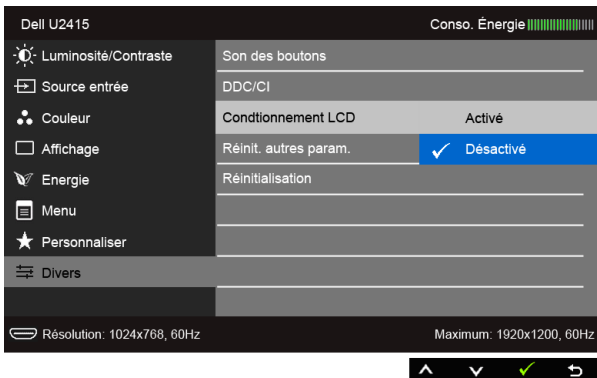 Dell U2415
Conso. Énergie
Luminosité/Contraste
Source entrée
Couleur
Affichage
Energie
Menu
Personnaliser
Divers
Son des boutons
DDC/CI
Condtionnement LCD
Activé
Réinit. autres param.
Désactivé
Réinitialisation
Résolution: 1024x768, 60Hz
Maximum: 1920x1200, 60Hz